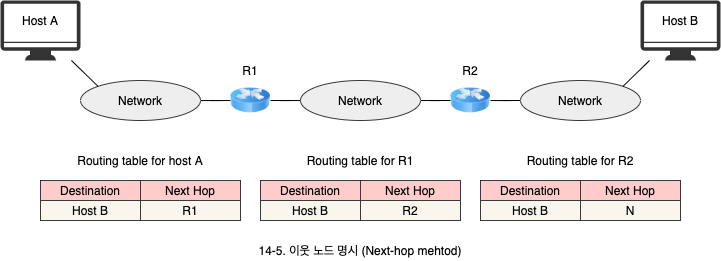 Host A
Host B
R1
R2
Network
Network
Network
Routing table for host A
Routing table for R1
Routing table for R2
Destination Next Hop
Host B R1
Destination Next Hop
Host B R2
Destination Next Hop
Host B N
14-5. 이웃 노드 명시 (Next-hop mehtod)